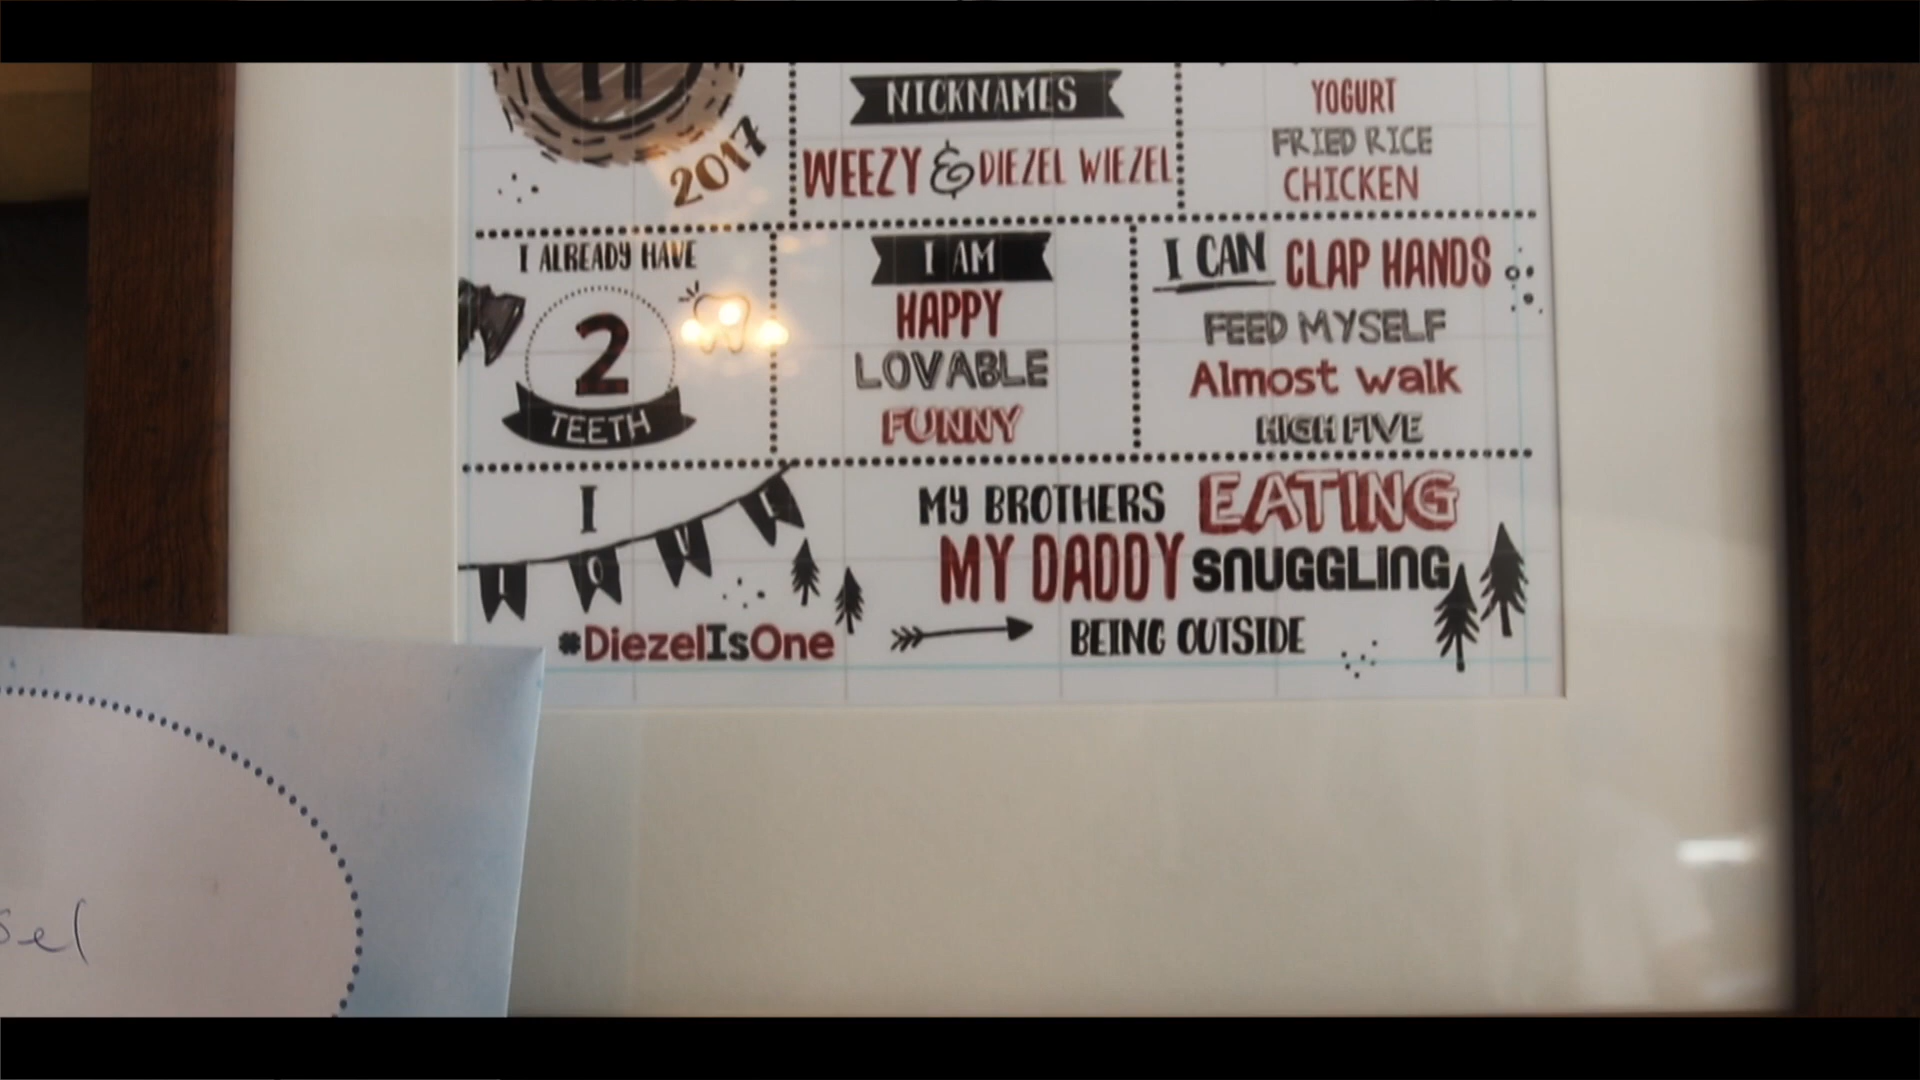 2017
NICKNAMES
WEEZY & DIEZEL WIEZEL
YOGURT
FRIED RICE
CHICKEN
I ALREADY HAVE
2
TEETH
I AM
HAPPY
LOVABLE
FUNNY
I CAN CLAP HANDS
FEED MYSELF
Almost walk
HIGH FIVE
I
LOVE
#DiezelIsOne
MY BROTHERS EATING
MY DADDY SNUGGLING
BEING OUTSIDE